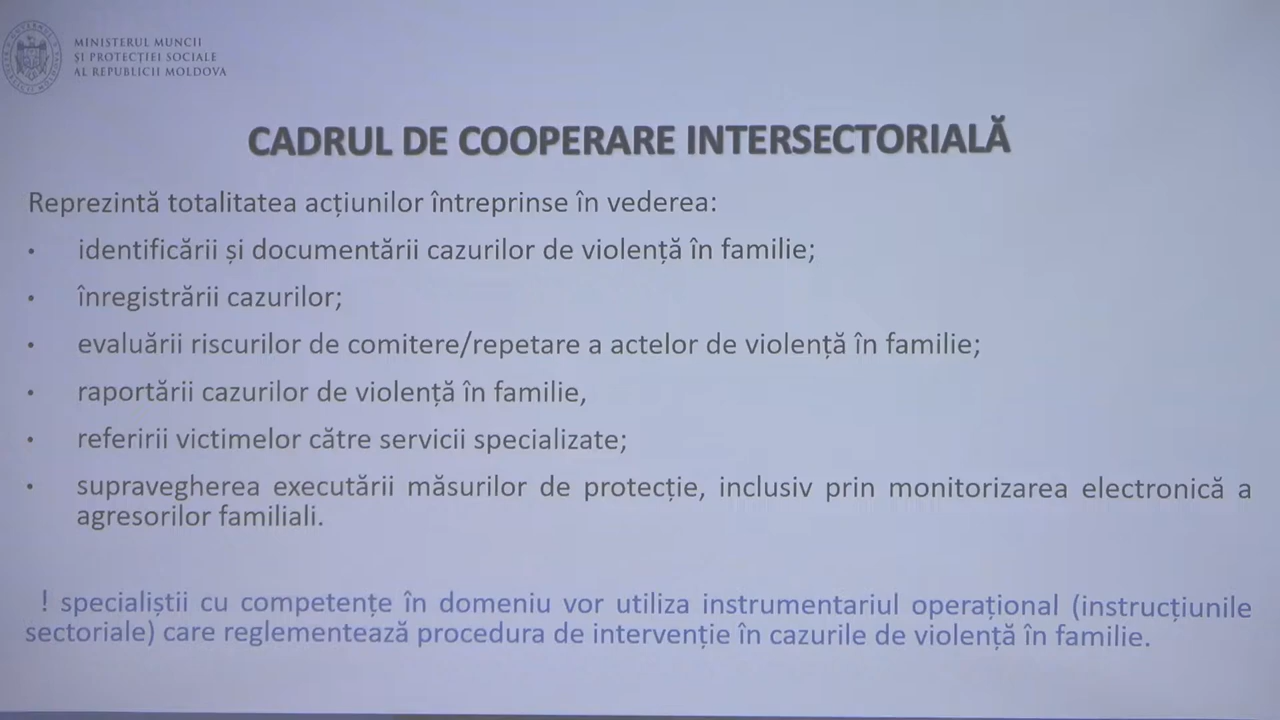 MINISTERUL MUNCII
ȘI PROTECȚIEI SOCIALE
AL REPUBLICII MOLDOVA
CADRUL DE COOPERARE INTERSECTORIALĂ
Reprezintă totalitatea acțiunilor întreprinse în vederea:
• identificării și documentării cazurilor de violență în familie;
• înregistrării cazurilor;
• evaluării riscurilor de comitere/repetare a actelor de violență în familie;
• raportării cazurilor de violență în familie,
• referirii victimelor către servicii specializate;
• supravegherea executării măsurilor de protecție, inclusiv prin monitorizarea electronică a
agresorilor familiali.
! specialiștii cu competențe în domeniu vor utiliza instrumentariul operațional (instrucțiunile
sectoriale) care reglementează procedura de intervenție în cazurile de violență în familie.